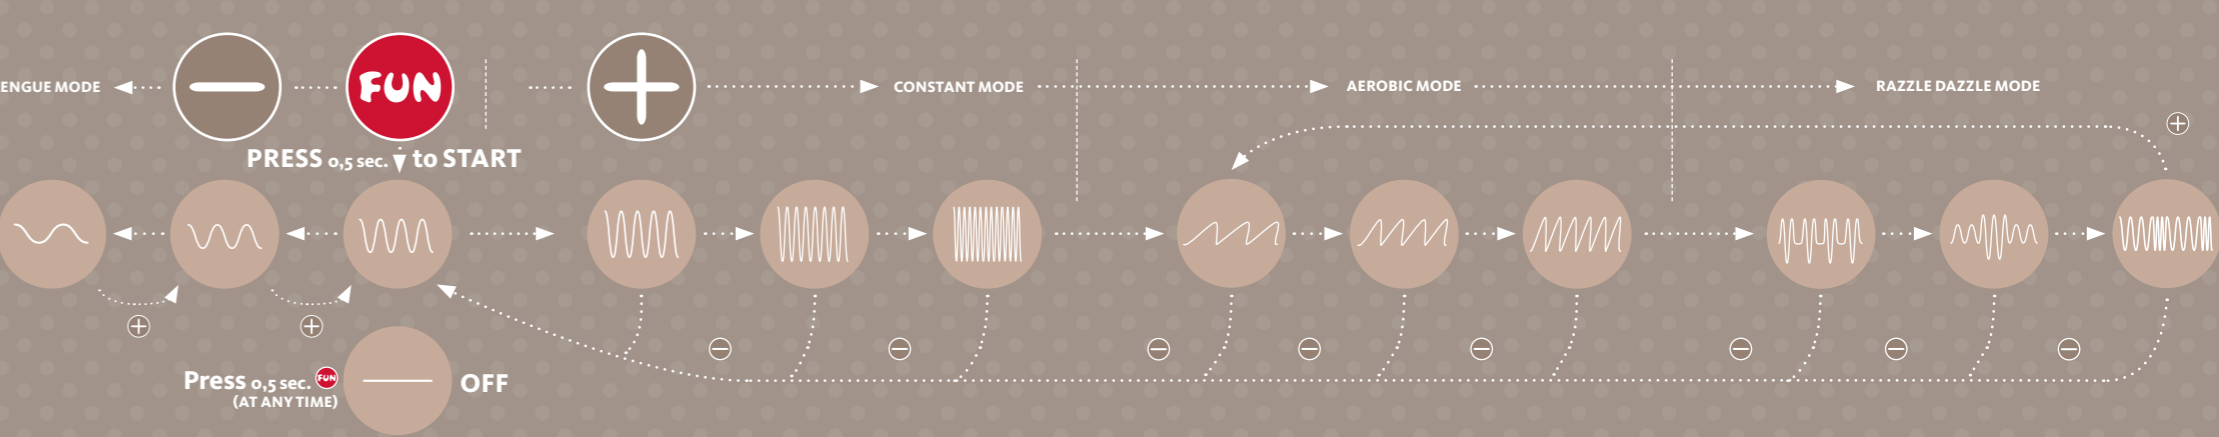 ENGUE MODE
FUN
CONSTANT MODE
AEROBIC MODE
RAZZLE DAZZLE MODE
PRESS 0,5 sec. to START
Press 0,5 sec. FUN
(AT ANY TIME)
OFF